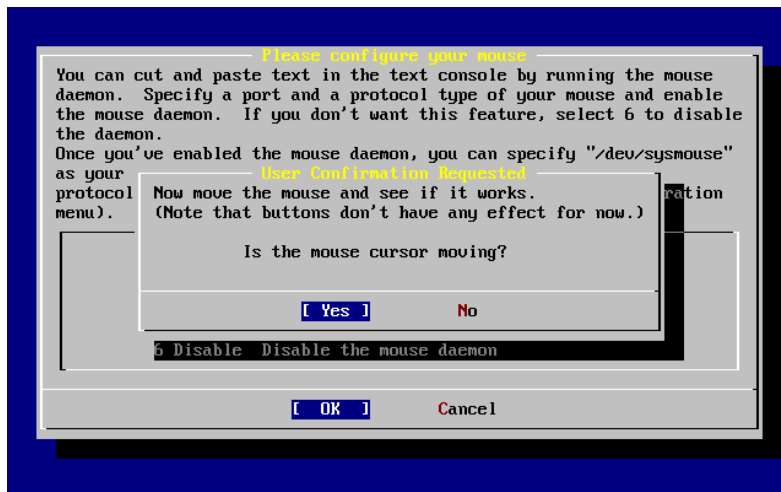 Please configure your mouse
You can cut and paste text in the text console by running the mouse
daemon.  Specify a port and a protocol type of your mouse and enable
the mouse daemon.  If you don't want this feature, select 6 to disable
the daemon.
Once you've enabled the mouse daemon, you can specify "/dev/sysmouse"
as your
User Confirmation Requested
protocol
ration
menu).
Now move the mouse and see if it works.
(Note that buttons don't have any effect for now.)
Is the mouse cursor moving?
[ Yes ]       No
6 Disable  Disable the mouse daemon
[  OK  ]      Cancel